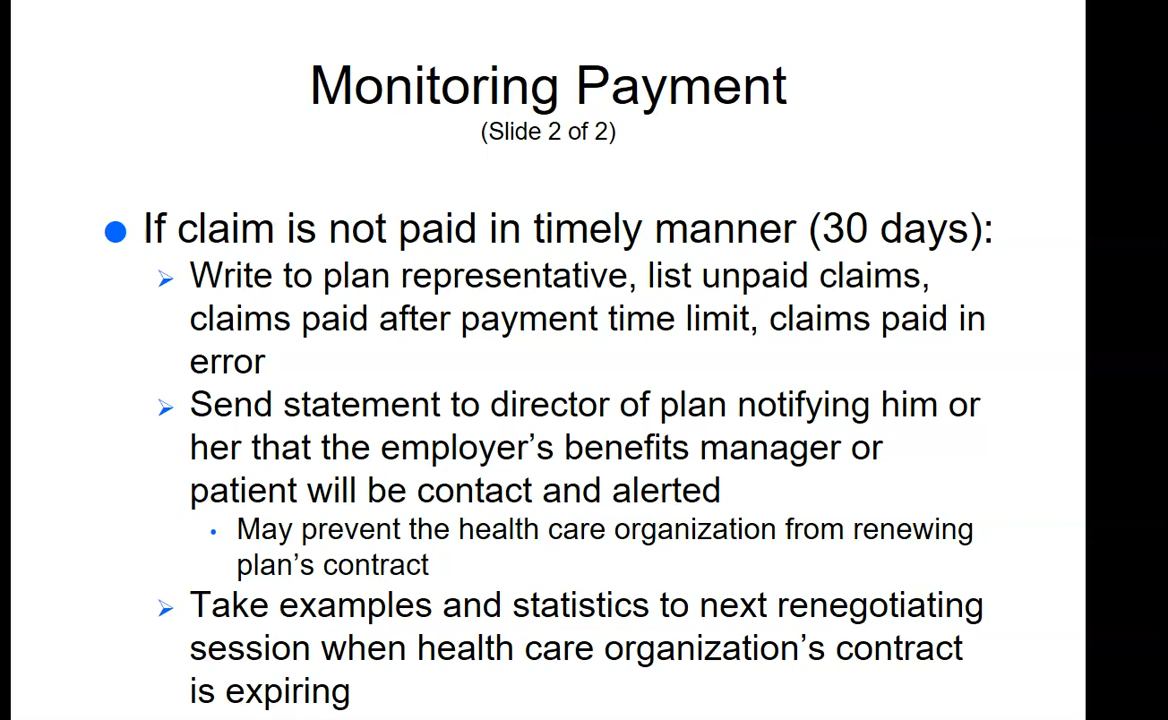 Monitoring Payment
(Slide 2 of 2)
If claim is not paid in timely manner (30 days):
Write to plan representative, list unpaid claims,
claims paid after payment time limit, claims paid in
error
Send statement to director of plan notifying him or
her that the employer’s benefits manager or
patient will be contact and alerted
May prevent the health care organization from renewing
plan’s contract
Take examples and statistics to next renegotiating
session when health care organization’s contract
is expiring